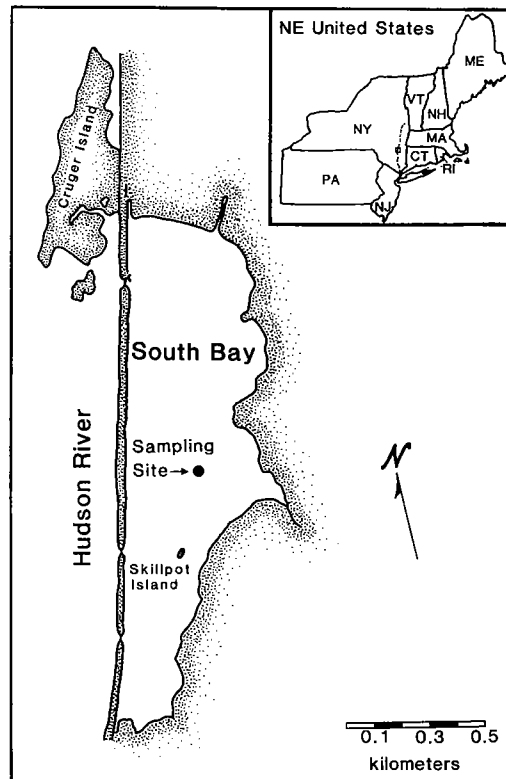 NE United States
ME
VT
NH
NY
MA
CT
RI
PA
NJ
Cruger Island
South Bay
Hudson River
Sampling
Site→
Skillpot
Island
N
0.1 0.3 0.5
kilometers